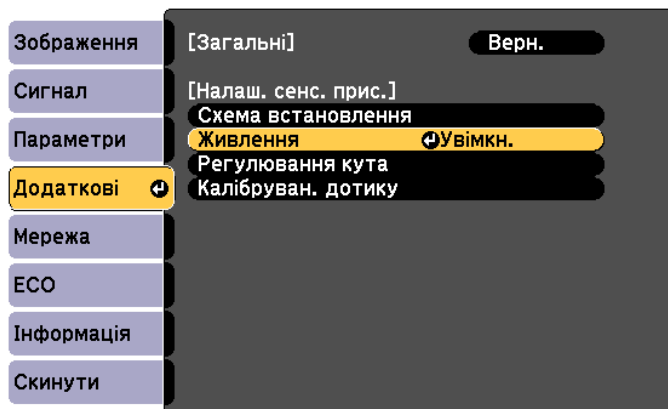 Зображення
Сигнал
Параметри
Додаткові
Мережа
ECO
Інформація
Скинути
[Загальні] Верн.
[Налаш. сенс. прис.]
Схема встановлення
Живлення Увімкн.
Регулювання кута
Калібруван. дотику